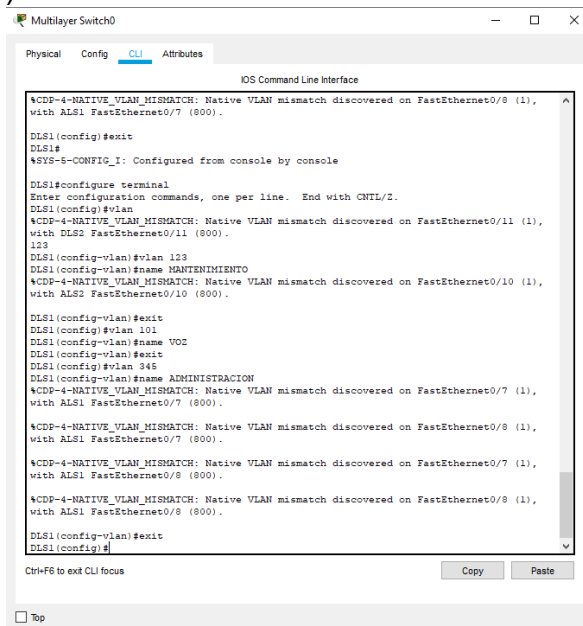 Multilayer Switch0
Physical Config CLI Attributes
IOS Command Line Interface
%CDP-4-NATIVE_VLAN_MISMATCH: Native VLAN mismatch discovered on FastEthernet0/8 (1),
with ALS1 FastEthernet0/7 (800).
DLS1(config)#exit
DLS1#
%SYS-5-CONFIG_I: Configured from console by console
DLS1#configure terminal
Enter configuration commands, one per line. End with CNTL/Z.
DLS1(config)#vlan
%CDP-4-NATIVE_VLAN_MISMATCH: Native VLAN mismatch discovered on FastEthernet0/11 (1),
with DLS2 FastEthernet0/11 (800).
123
DLS1(config-vlan)#vlan 123
DLS1(config-vlan)#name MANTENIMIENTO
%CDP-4-NATIVE_VLAN_MISMATCH: Native VLAN mismatch discovered on FastEthernet0/10 (1),
with ALS2 FastEthernet0/10 (800).
DLS1(config-vlan)#exit
DLS1(config)#vlan 101
DLS1(config-vlan)#name VOZ
DLS1(config-vlan)#exit
DLS1(config)#vlan 345
DLS1(config-vlan)#name ADMINISTRACION
%CDP-4-NATIVE_VLAN_MISMATCH: Native VLAN mismatch discovered on FastEthernet0/7 (1),
with ALS1 FastEthernet0/7 (800).
%CDP-4-NATIVE_VLAN_MISMATCH: Native VLAN mismatch discovered on FastEthernet0/8 (1),
with ALS1 FastEthernet0/7 (800).
%CDP-4-NATIVE_VLAN_MISMATCH: Native VLAN mismatch discovered on FastEthernet0/7 (1),
with ALS1 FastEthernet0/8 (800).
%CDP-4-NATIVE_VLAN_MISMATCH: Native VLAN mismatch discovered on FastEthernet0/8 (1),
with ALS1 FastEthernet0/8 (800).
DLS1(config-vlan)#exit
DLS1(config)#
Ctrl+F6 to exit CLI focus
Copy Paste
Top